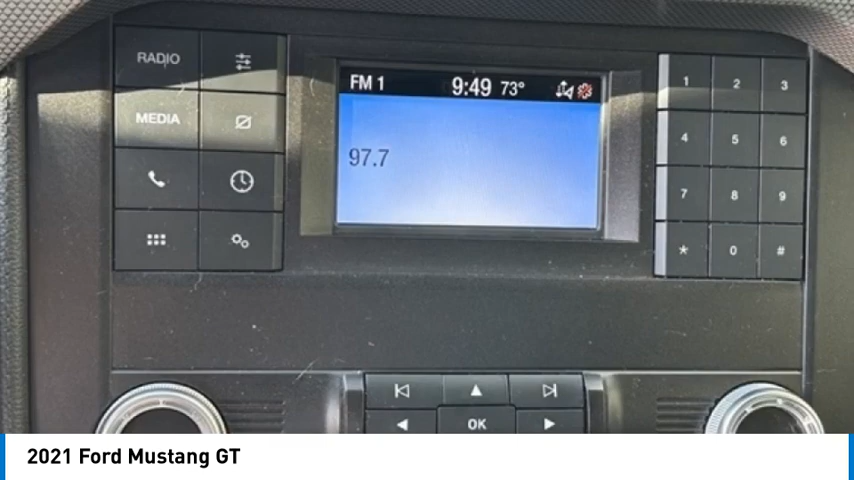 RADIO
MEDIA
FM 1 9:49 73°
97.7
1 2 3
4 5 6
7 8 9
* 0 #
OK
2021 Ford Mustang GT